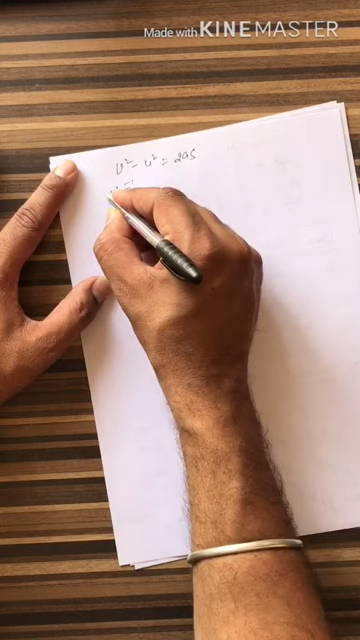 Made with KINEMASTER
v² - u² = 2as